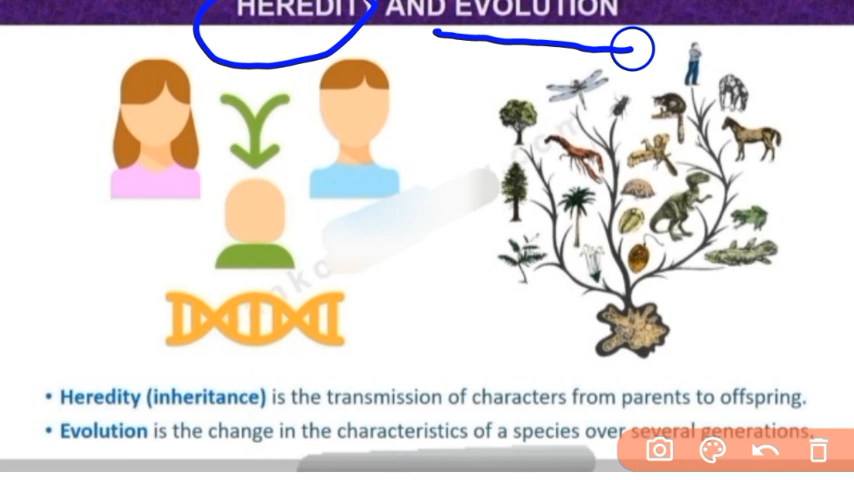 HEREDITY AND EVOLUTION
• Heredity (inheritance) is the transmission of characters from parents to offspring.
• Evolution is the change in the characteristics of a species over several generations.